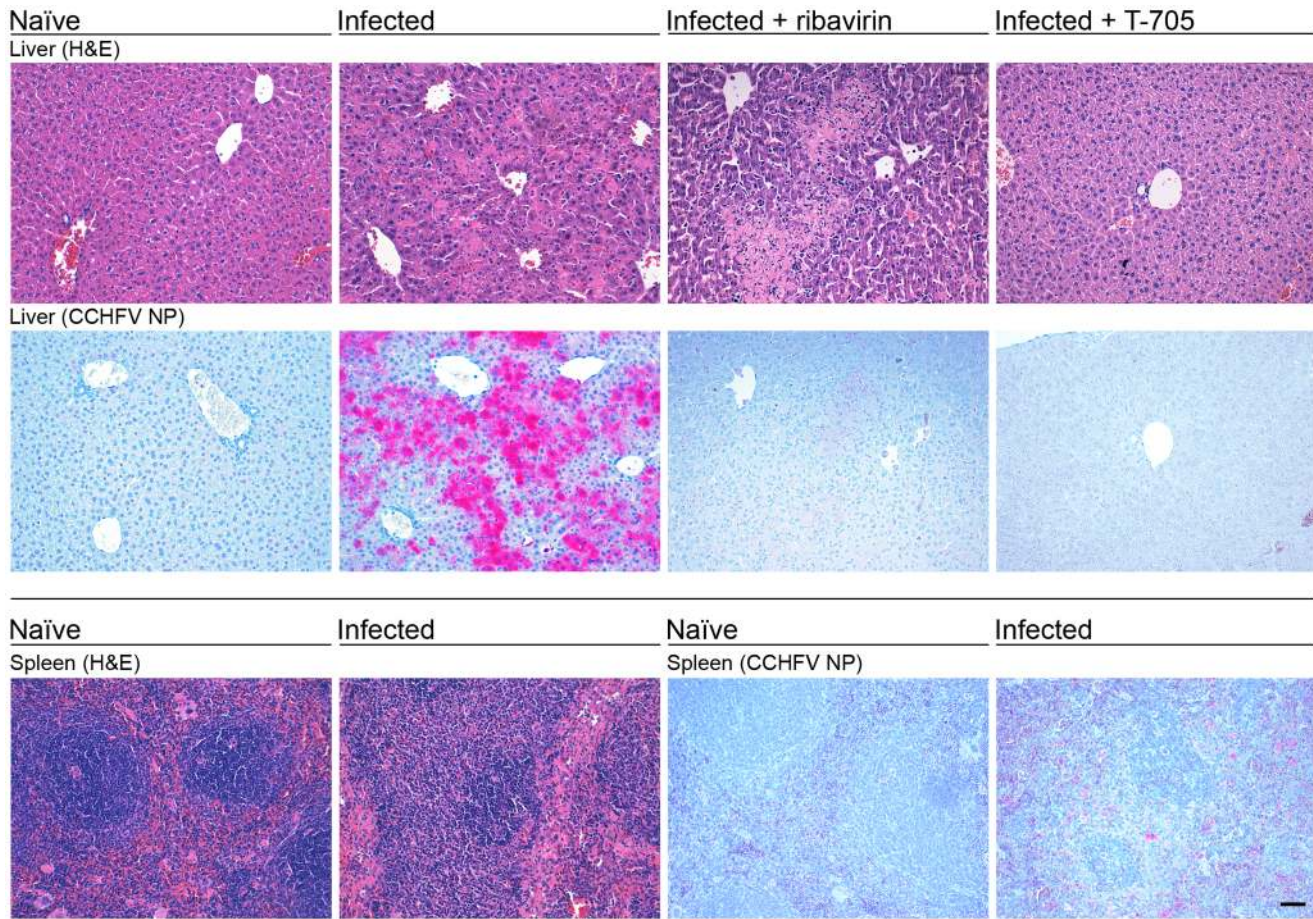 Naïve Infected Infected + ribavirin Infected + T-705
Liver (H&E)
Liver (CCHFV NP)
Naïve Infected Naïve Infected
Spleen (H&E) Spleen (CCHFV NP)